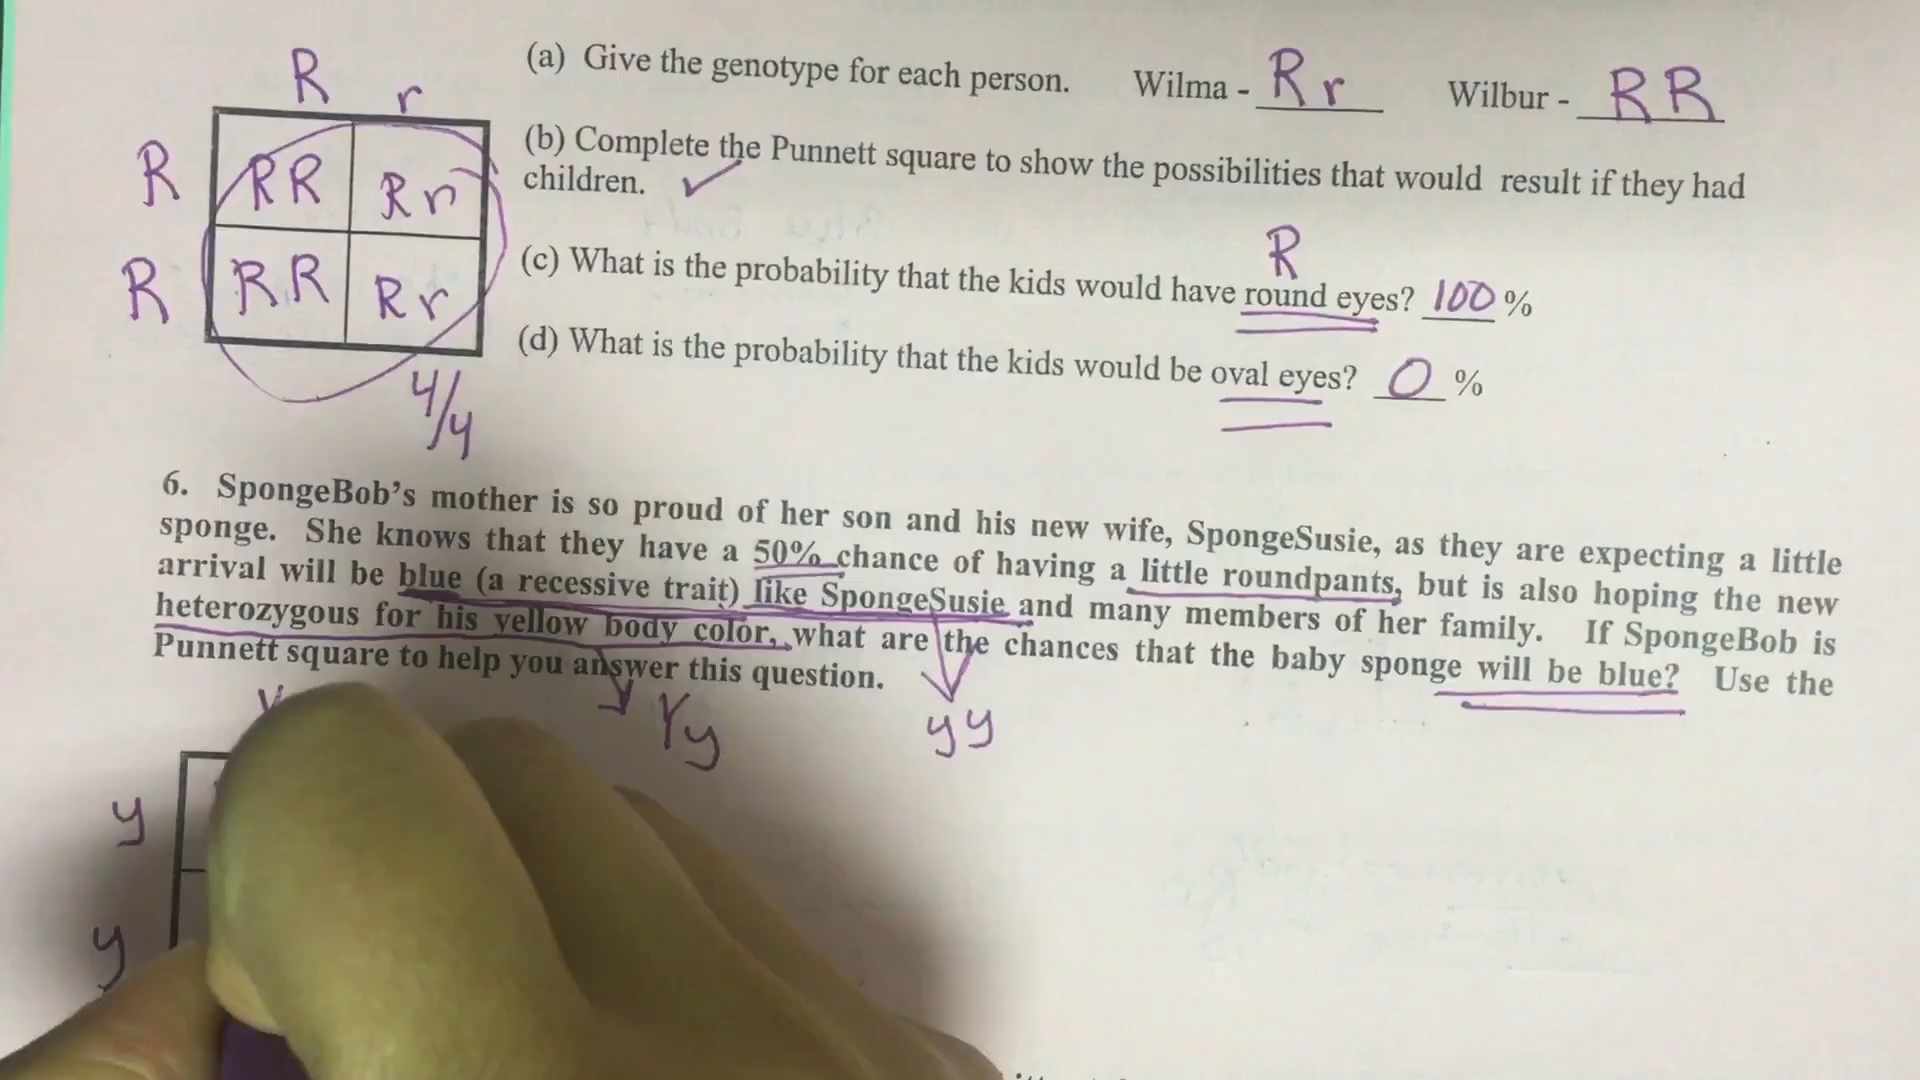 R r
R
R
RR
Rr
RR
Rr
4/4
(a) Give the genotype for each person. Wilma - Rr Wilbur - RR
(b) Complete the Punnett square to show the possibilities that would result if they had
children. ✓
R
(c) What is the probability that the kids would have round eyes? 100 %
(d) What is the probability that the kids would be oval eyes? 0 %
6. SpongeBob's mother is so proud of her son and his new wife, SpongeSusie, as they are expecting a little
sponge. She knows that they have a 50% chance of having a little roundpants, but is also hoping the new
arrival will be blue (a recessive trait) like SpongeSusie and many members of her family. If SpongeBob is
heterozygous for his yellow body color, what are the chances that the baby sponge will be blue? Use the
Punnett square to help you answer this question.
Yy
yy
y
y